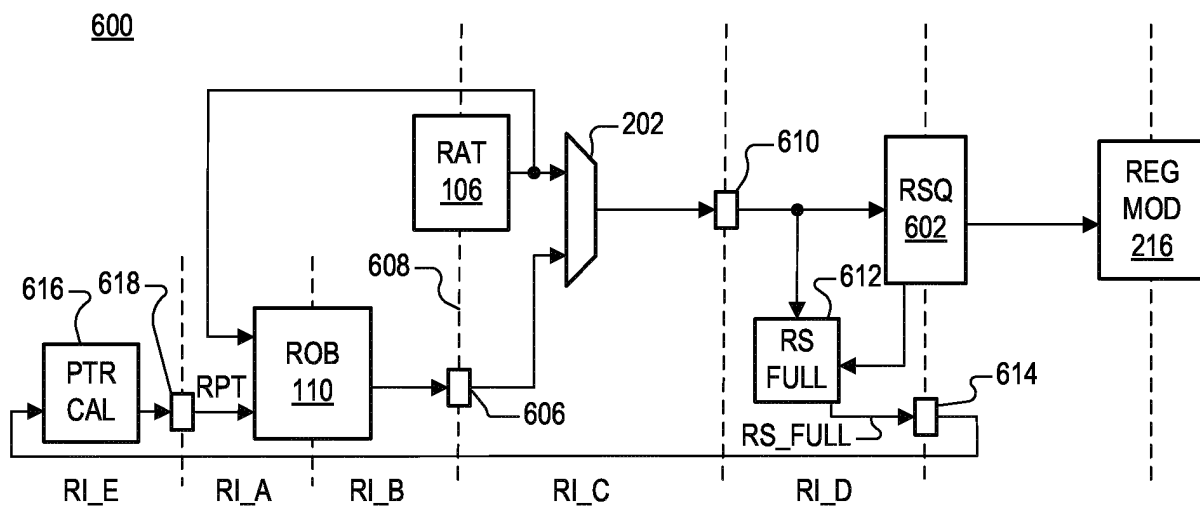 600
202
RAT
106
610
RSQ
602
REG
MOD
216
608
612
616
618
PTR
CAL
RPT
ROB
110
606
RS
FULL
614
RS_FULL
RI_E
RI_A
RI_B
RI_C
RI_D